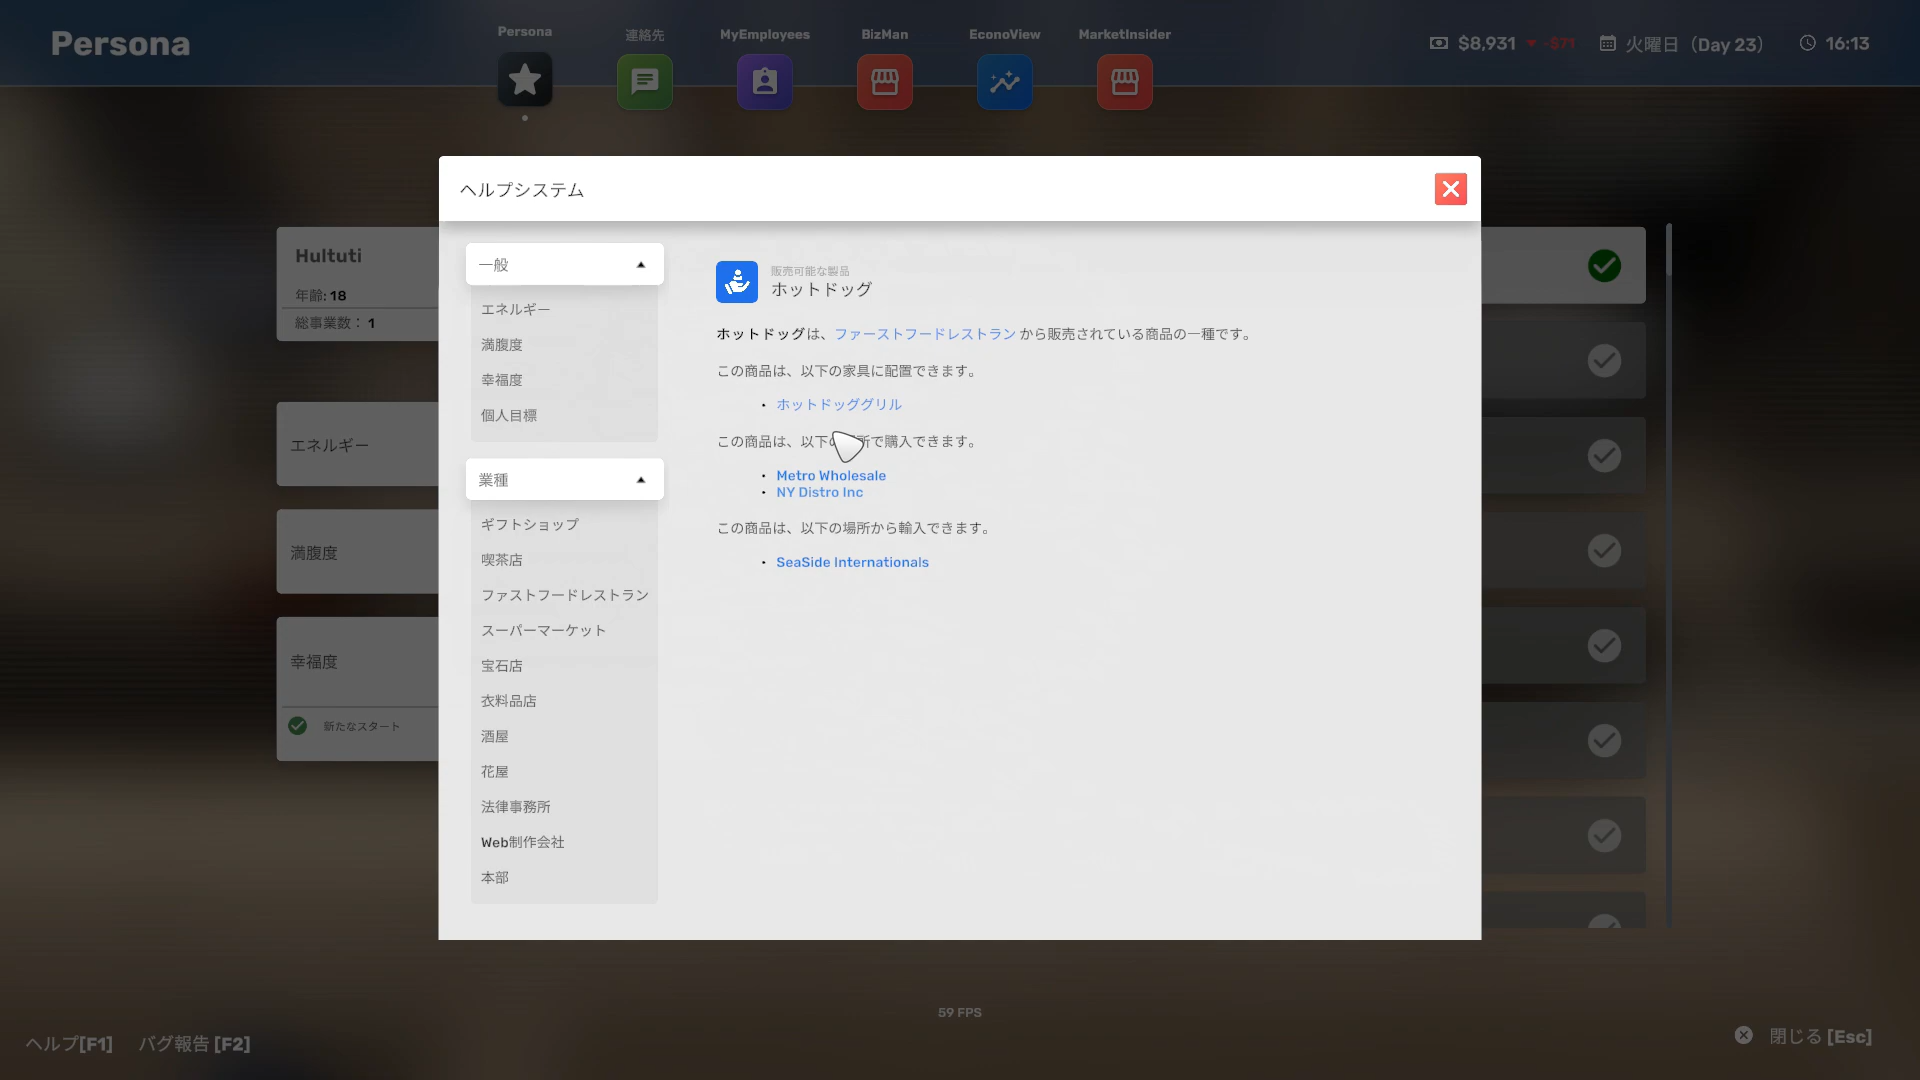 Persona
Persona
連絡先
MyEmployees
BizMan
EconoView
MarketInsider
$8,931 -$71
火曜日 (Day 23)
16:13
ヘルプシステム
Hultuti
年齢: 18
総事業数： 1
エネルギー
満腹度
幸福度
新たなスタート
一般
エネルギー
満腹度
幸福度
個人目標
業種
ギフトショップ
喫茶店
ファストフードレストラン
スーパーマーケット
宝石店
衣料品店
酒屋
花屋
法律事務所
Web制作会社
本部
販売可能な製品
ホットドッグ
ホットドッグは、ファーストフードレストラン から販売されている商品の一種です。
この商品は、以下の家具に配置できます。
• ホットドッググリル
この商品は、以下の場所で購入できます。
• Metro Wholesale
• NY Distro Inc
この商品は、以下の場所から輸入できます。
• SeaSide Internationals
59 FPS
ヘルプ[F1] バグ報告 [F2]
閉じる [Esc]